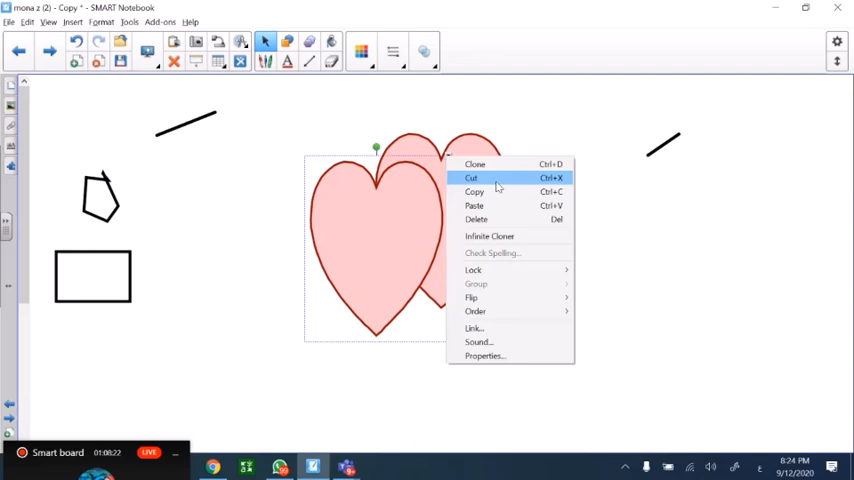 mona z (2) - Copy * - SMART Notebook
File Edit View Insert Format Tools Add-ons Help
Clone Ctrl+D
Cut Ctrl+X
Copy Ctrl+C
Paste Ctrl+V
Delete Del
Infinite Cloner
Check Spelling...
Lock
Group
Flip
Order
Link...
Sound...
Properties...
Smart board 01:08:22 LIVE
99
9+
ع
8:24 PM
9/12/2020